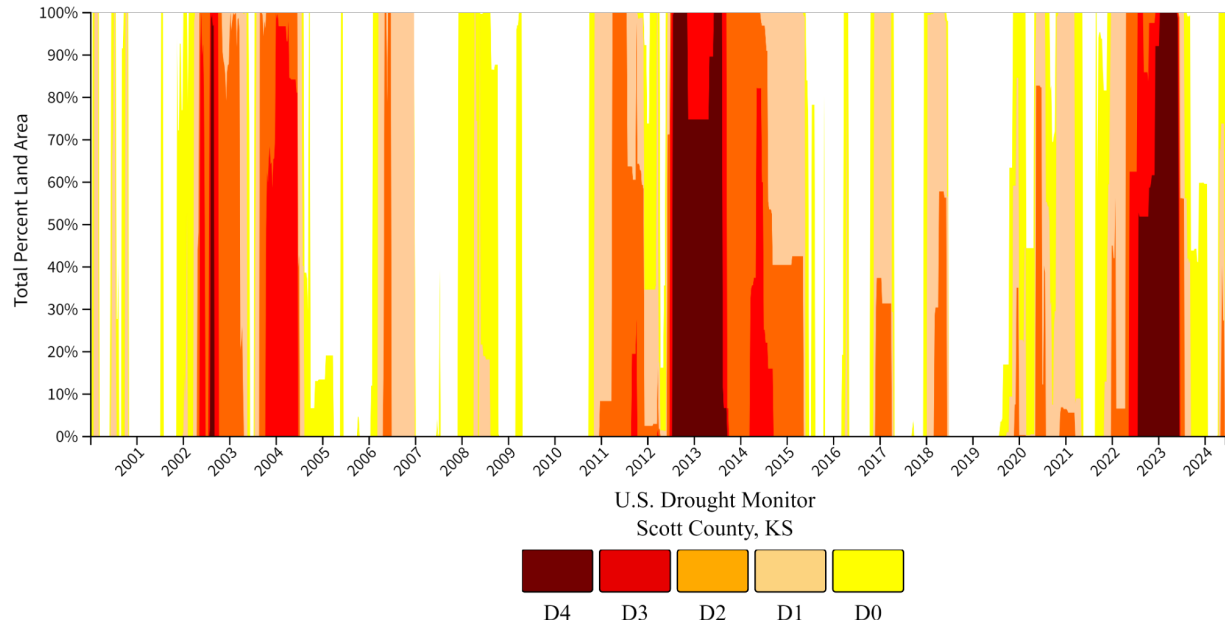 100%
90%
80%
70%
60%
50%
40%
30%
20%
10%
0%
Total Percent Land Area
2001 2002 2003 2004 2005 2006 2007 2008 2009 2010 2011 2012 2013 2014 2015 2016 2017 2018 2019 2020 2021 2022 2023 2024
U.S. Drought Monitor
Scott County, KS
D4 D3 D2 D1 D0